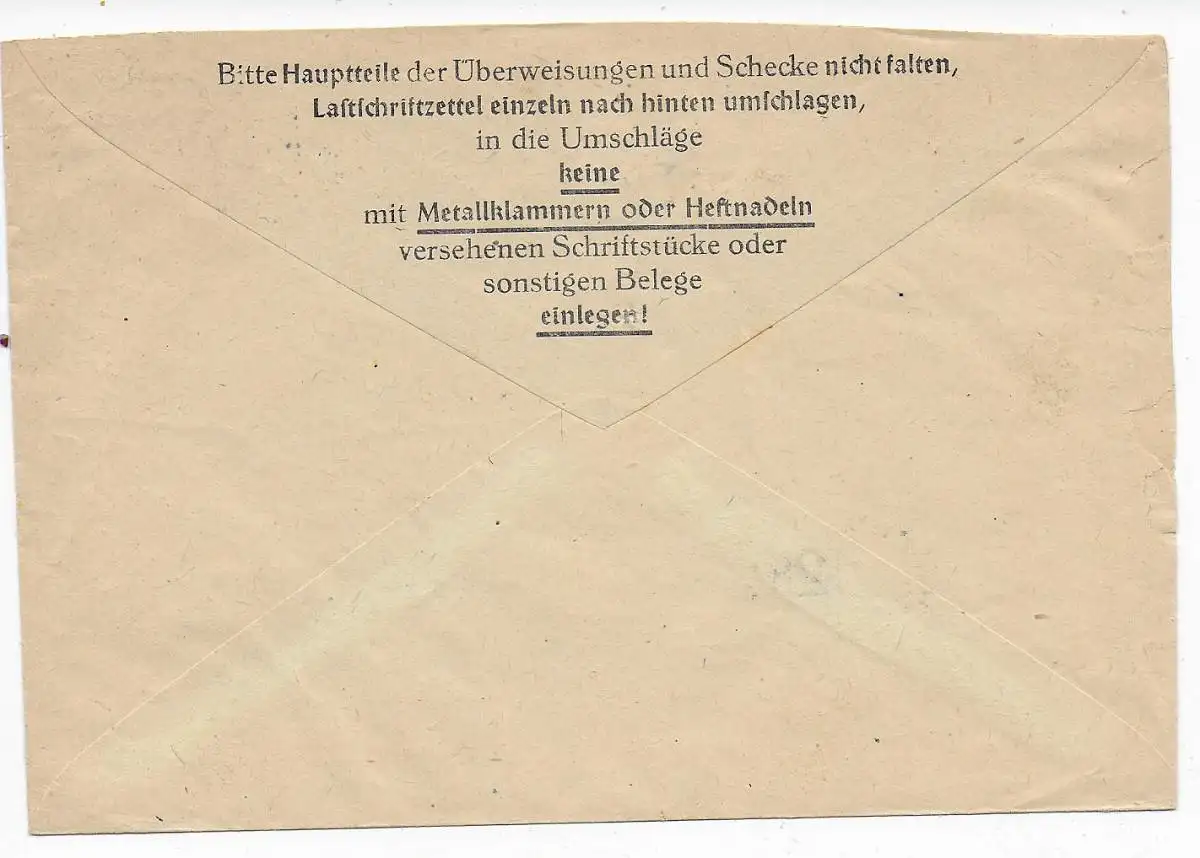 Bitte Hauptteile der Überweisungen und Schecke nicht falten,
Laſtſchriftzettel einzeln nach hinten umſchlagen,
in die Umschläge
keine
mit Metallklammern oder Heftnadeln
versehenen Schriftstücke oder
sonstigen Belege
einlegen!